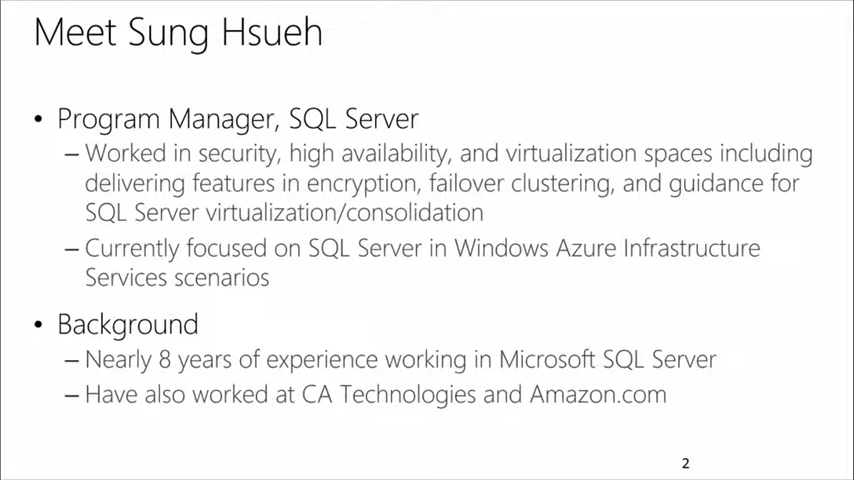 Meet Sung Hsueh
• Program Manager, SQL Server
– Worked in security, high availability, and virtualization spaces including
delivering features in encryption, failover clustering, and guidance for
SQL Server virtualization/consolidation
– Currently focused on SQL Server in Windows Azure Infrastructure
Services scenarios
• Background
– Nearly 8 years of experience working in Microsoft SQL Server
– Have also worked at CA Technologies and Amazon.com
2